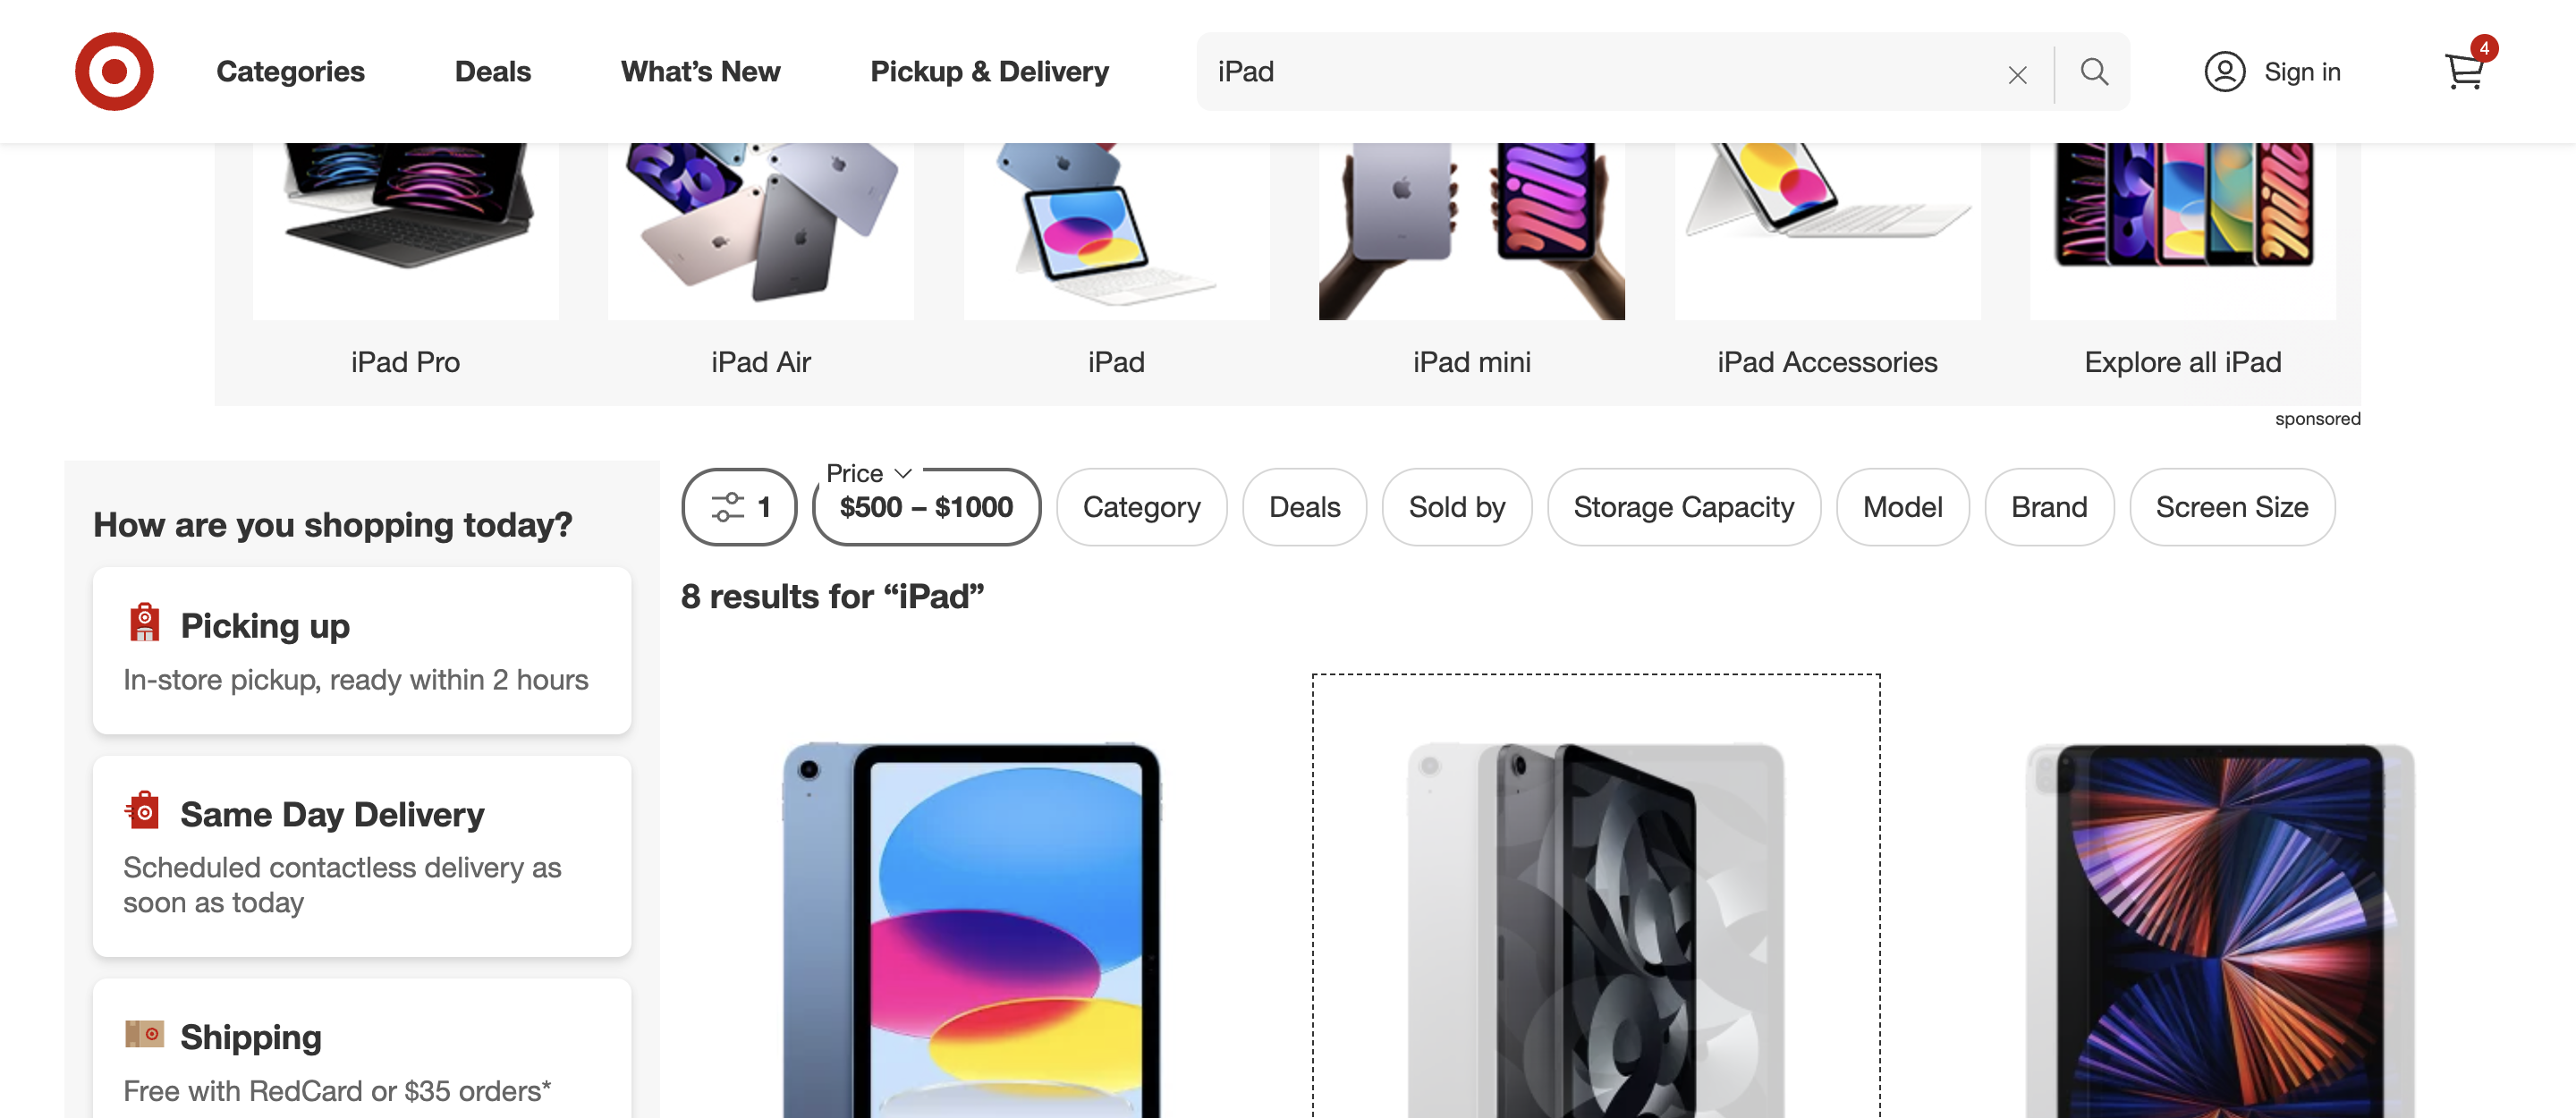 Categories
Deals
What's New
Pickup & Delivery
iPad
Sign in
4
iPad Pro
iPad Air
iPad
iPad mini
iPad Accessories
Explore all iPad
sponsored
How are you shopping today?
Picking up
In-store pickup, ready within 2 hours
Same Day Delivery
Scheduled contactless delivery as
soon as today
Shipping
Free with RedCard or $35 orders*
1
Price
$500 – $1000
Category
Deals
Sold by
Storage Capacity
Model
Brand
Screen Size
8 results for “iPad”